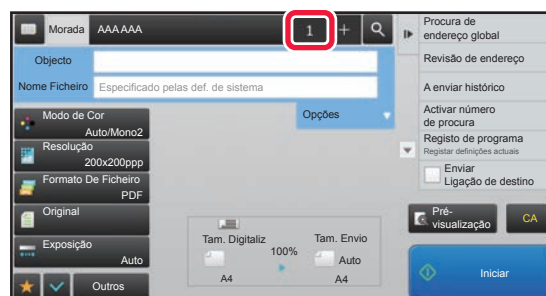 Morada AAA AAA 1 +
Objecto
Nome Ficheiro Especificado pelas def. de sistema
Modo de Cor
Auto/Mono2
Resolução
200x200ppp
Formato De Ficheiro
PDF
Original
Exposição
Auto
Outros
Opções
Tam. Digitaliz
100%
Tam. Envio
Auto
A4
A4
Procura de
endereço global
Revisão de endereço
A enviar histórico
Activar número
de procura
Registo de programa
Registar definições actuais
Enviar
Ligação de destino
Pré-
visualização
CA
Iniciar